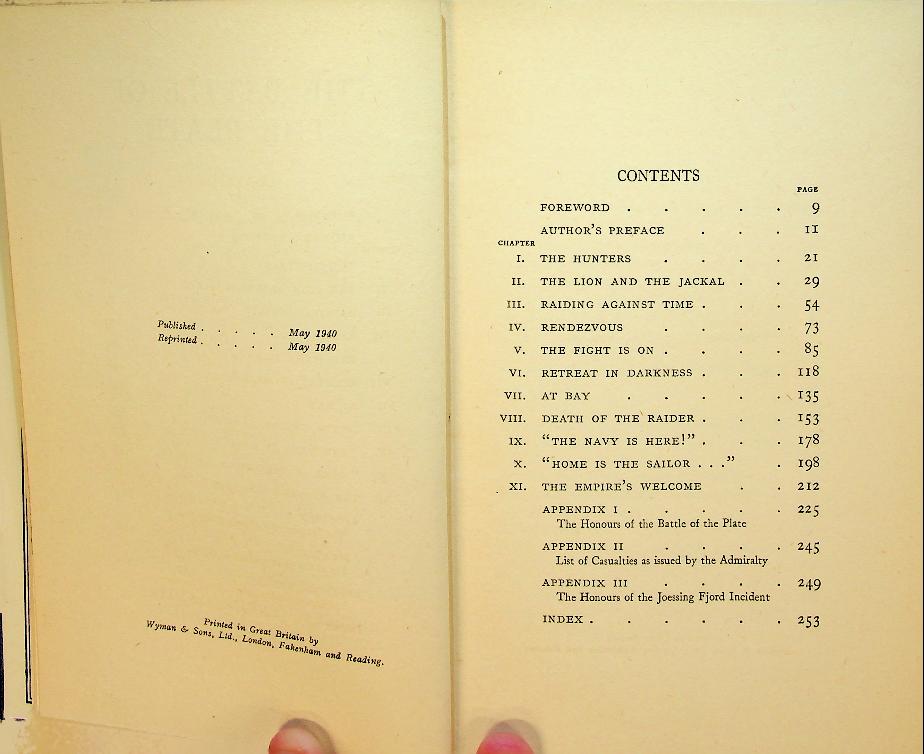 Published . . . . . May 1940
Reprinted . . . . . May 1940
Printed in Great Britain by
Wyman & Sons, Ltd., London, Fakenham and Reading.
CONTENTS
PAGE
FOREWORD . . . . . 9
AUTHOR'S PREFACE . . . 11
CHAPTER
I. THE HUNTERS . . . . 21
II. THE LION AND THE JACKAL . . 29
III. RAIDING AGAINST TIME . . . 54
IV. RENDEZVOUS . . . . 73
V. THE FIGHT IS ON . . . . 85
VI. RETREAT IN DARKNESS . . . 118
VII. AT BAY . . . . . 135
VIII. DEATH OF THE RAIDER . . . 153
IX. "THE NAVY IS HERE!" . . . 178
X. "HOME IS THE SAILOR . . ." . 198
XI. THE EMPIRE'S WELCOME . . 212
APPENDIX I . . . . . 225
The Honours of the Battle of the Plate
APPENDIX II . . . . 245
List of Casualties as issued by the Admiralty
APPENDIX III . . . . 249
The Honours of the Joessing Fjord Incident
INDEX . . . . . . 253